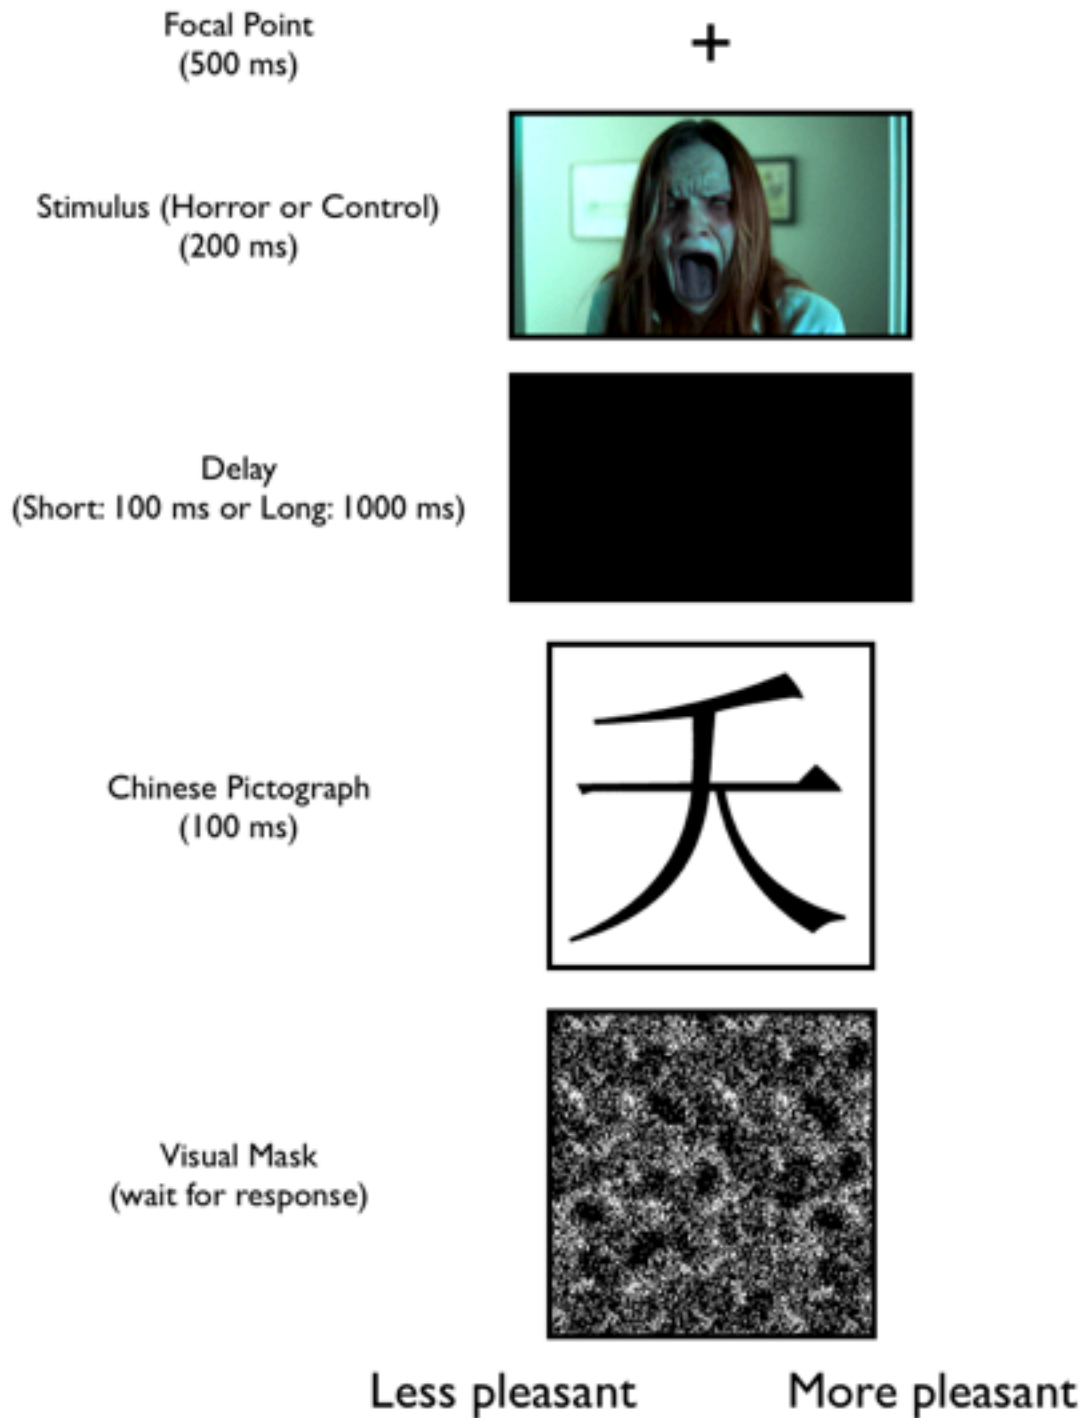 Focal Point
(500 ms)
+
Stimulus (Horror or Control)
(200 ms)
Delay
(Short: 100 ms or Long: 1000 ms)
Chinese Pictograph
(100 ms)
夭
Visual Mask
(wait for response)
Less pleasant More pleasant